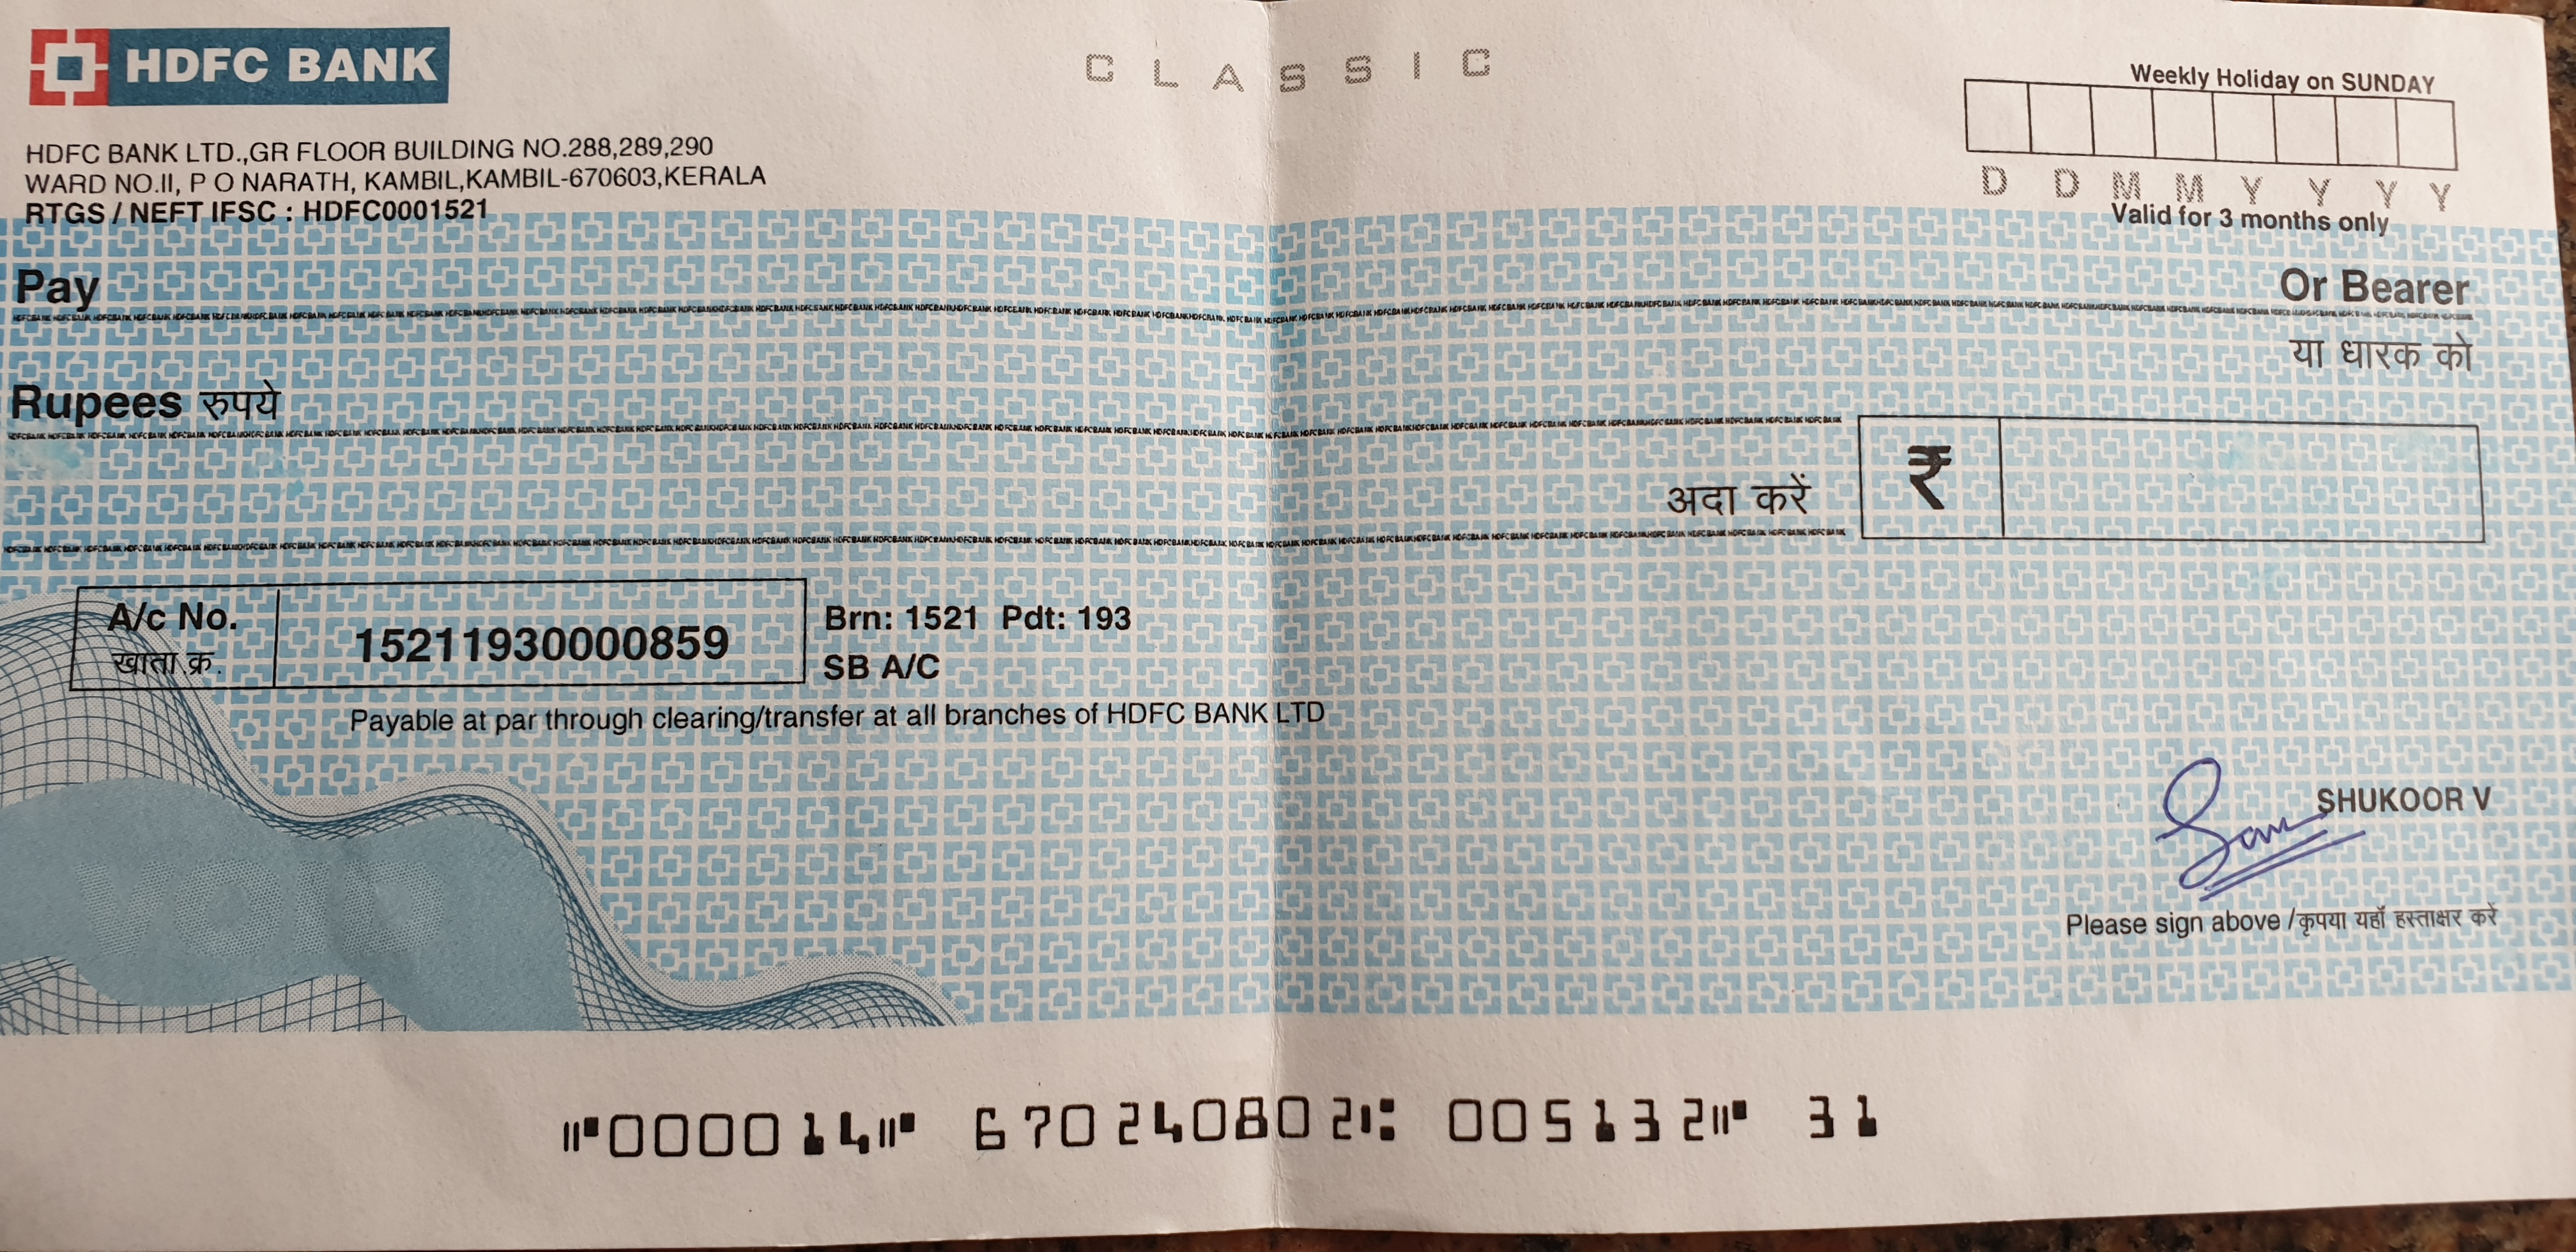 HDFC BANK
CLASSIC
Weekly Holiday on SUNDAY
HDFC BANK LTD.,GR FLOOR BUILDING NO.288,289,290
WARD NO.II, P O NARATH, KAMBIL,KAMBIL-670603,KERALA
RTGS / NEFT IFSC : HDFC0001521
D D M M Y Y Y Y
Valid for 3 months only
Pay
Or Bearer
या धारक को
Rupees रुपये
अदा करें
₹
A/c No.
खाता.क्र.
15211930000859
Brn: 1521 Pdt: 193
SB A/C
Payable at par through clearing/transfer at all branches of HDFC BANK LTD
SHUKOOR V
VOID
Please sign above /कृपया यहाँ हस्ताक्षर करें
⑈000014⑈ 670240802⑆ 005132⑈ 31